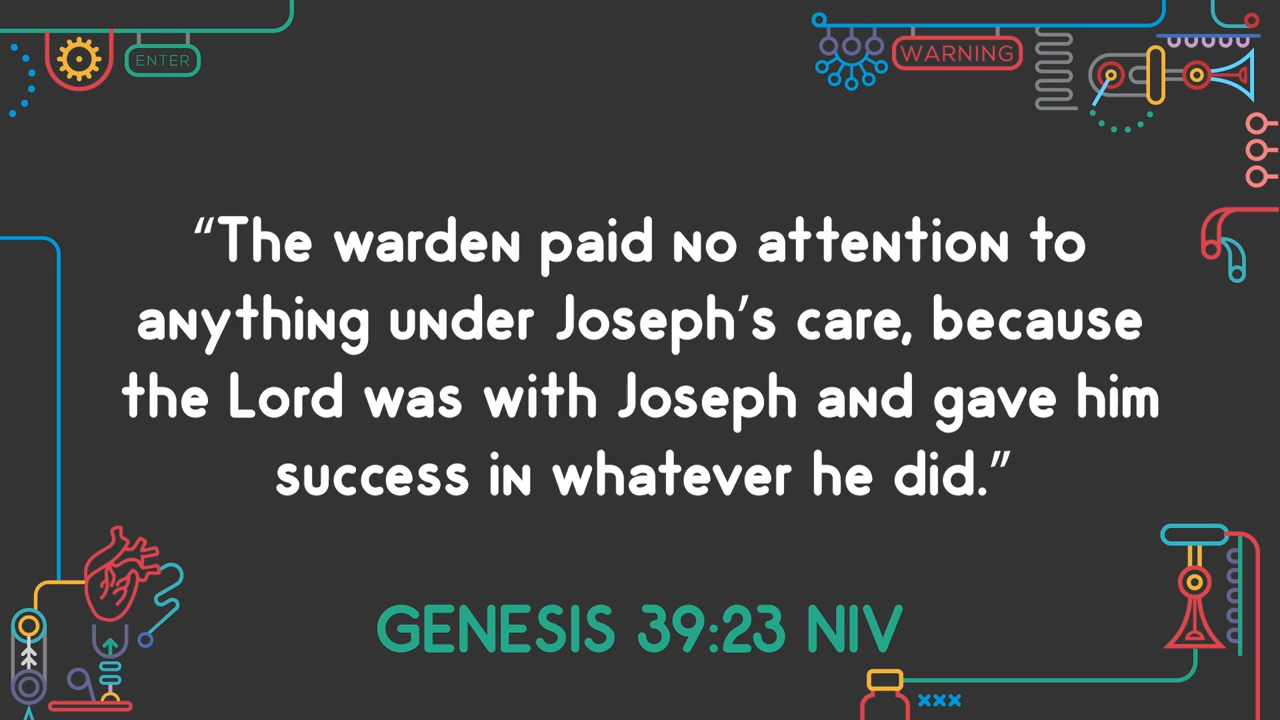 ENTER
WARNING
“The warden paid no attention to
anything under Joseph’s care, because
the Lord was with Joseph and gave him
success in whatever he did.”
GENESIS 39:23 NIV
xxx